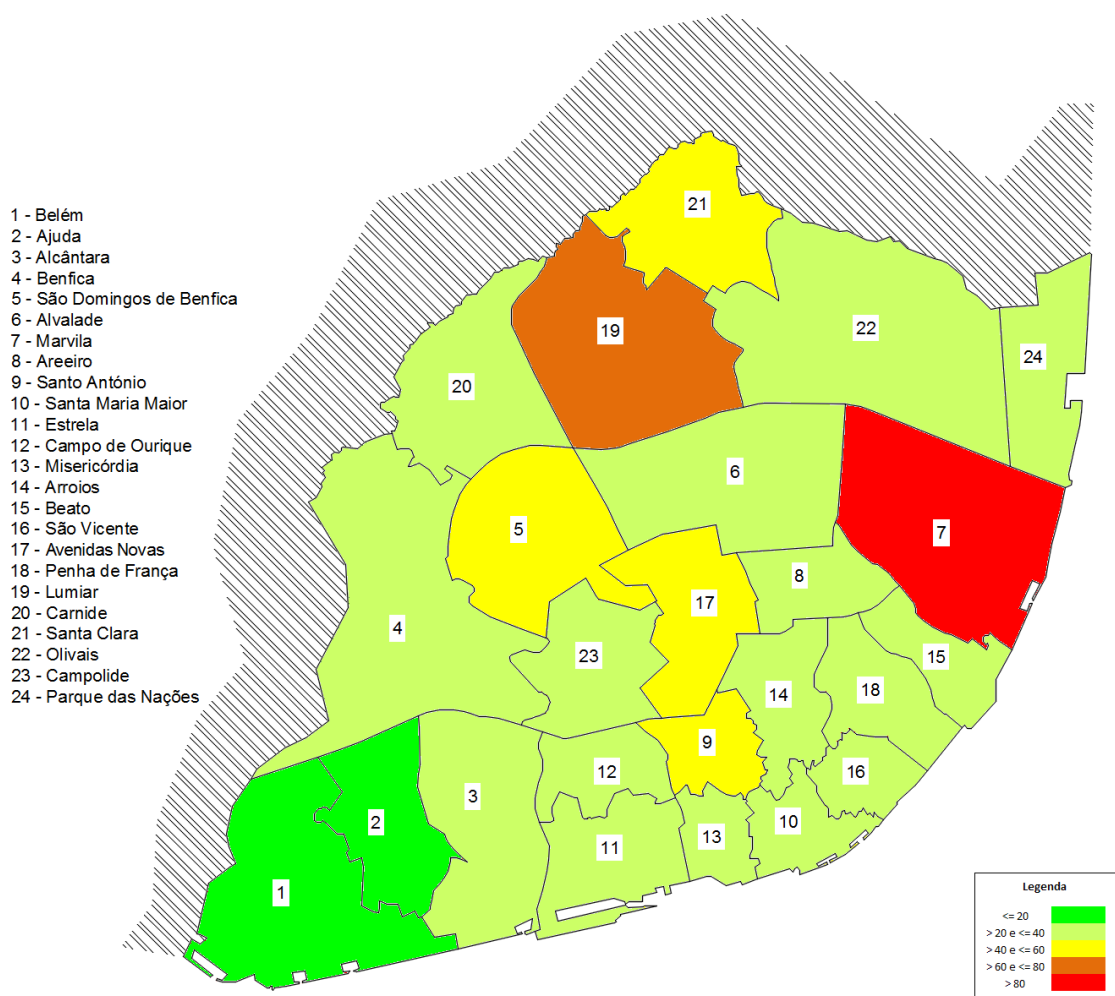 1 - Belém
2 - Ajuda
3 - Alcântara
4 - Benfica
5 - São Domingos de Benfica
6 - Alvalade
7 - Marvila
8 - Areeiro
9 - Santo António
10 - Santa Maria Maior
11 - Estrela
12 - Campo de Ourique
13 - Misericórdia
14 - Arroios
15 - Beato
16 - São Vicente
17 - Avenidas Novas
18 - Penha de França
19 - Lumiar
20 - Carnide
21 - Santa Clara
22 - Olivais
23 - Campolide
24 - Parque das Nações
21
19
22
24
20
6
5
7
8
17
4
23
15
18
14
9
16
12
3
2
10
13
11
1
Legenda
<= 20
> 20 e <= 40
> 40 e <= 60
> 60 e <= 80
> 80